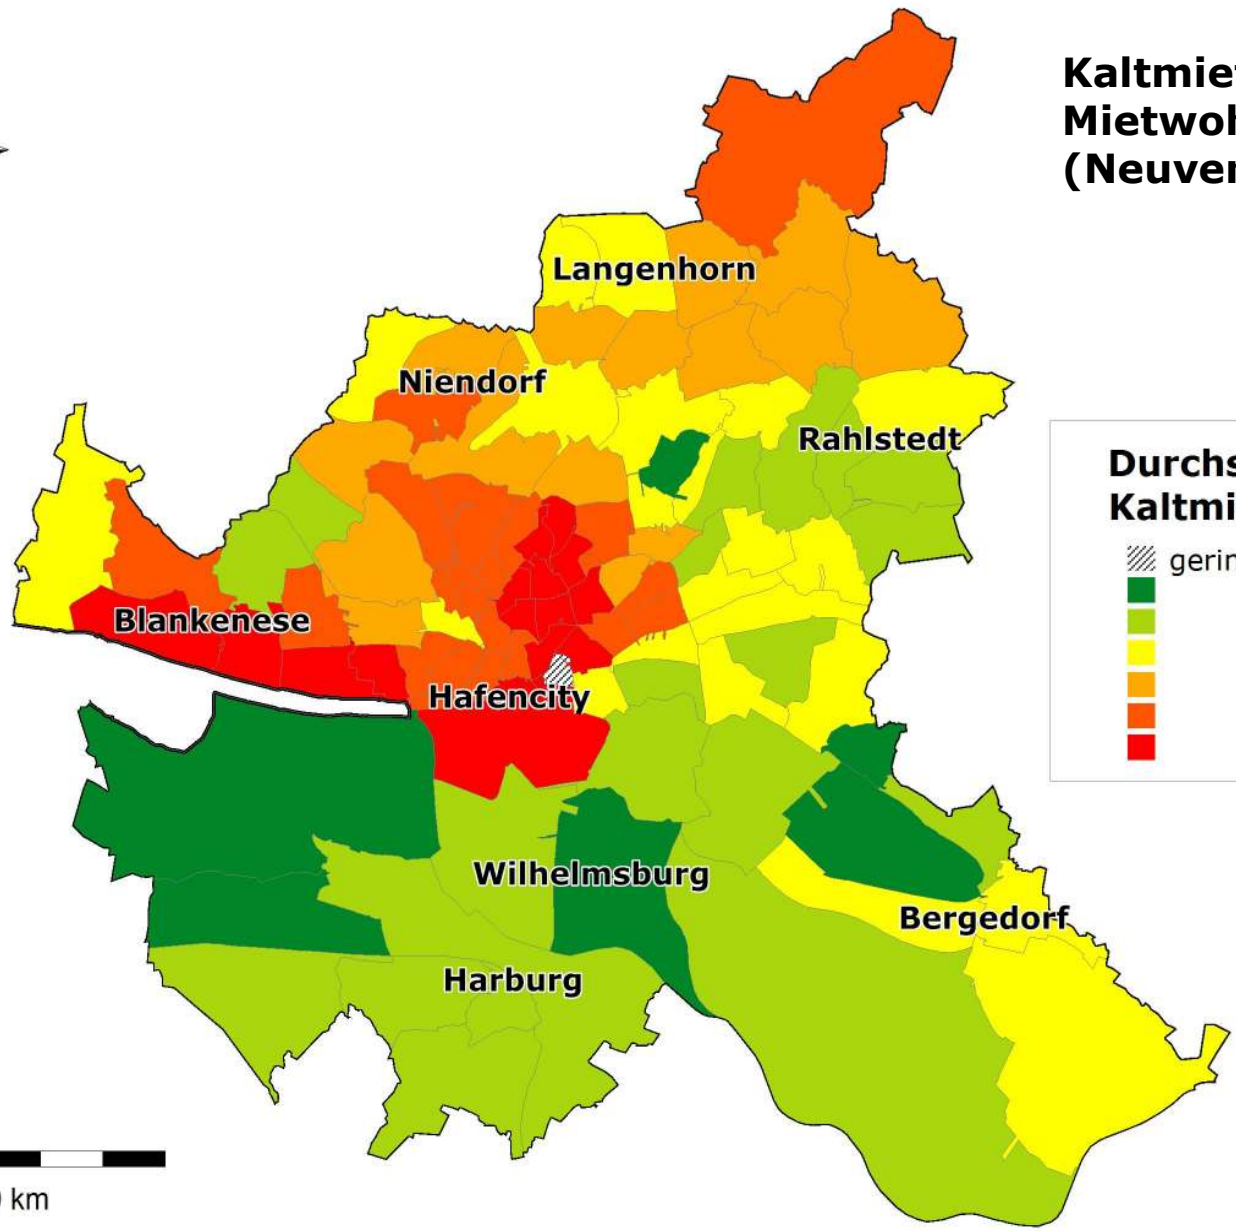 Kaltmiet
Mietwoh
(Neuver
Langenhorn
Niendorf
Rahlstedt
Durchs
Kaltmi
gerin
Blankenese
Hafencity
Wilhelmsburg
Bergedorf
Harburg
km